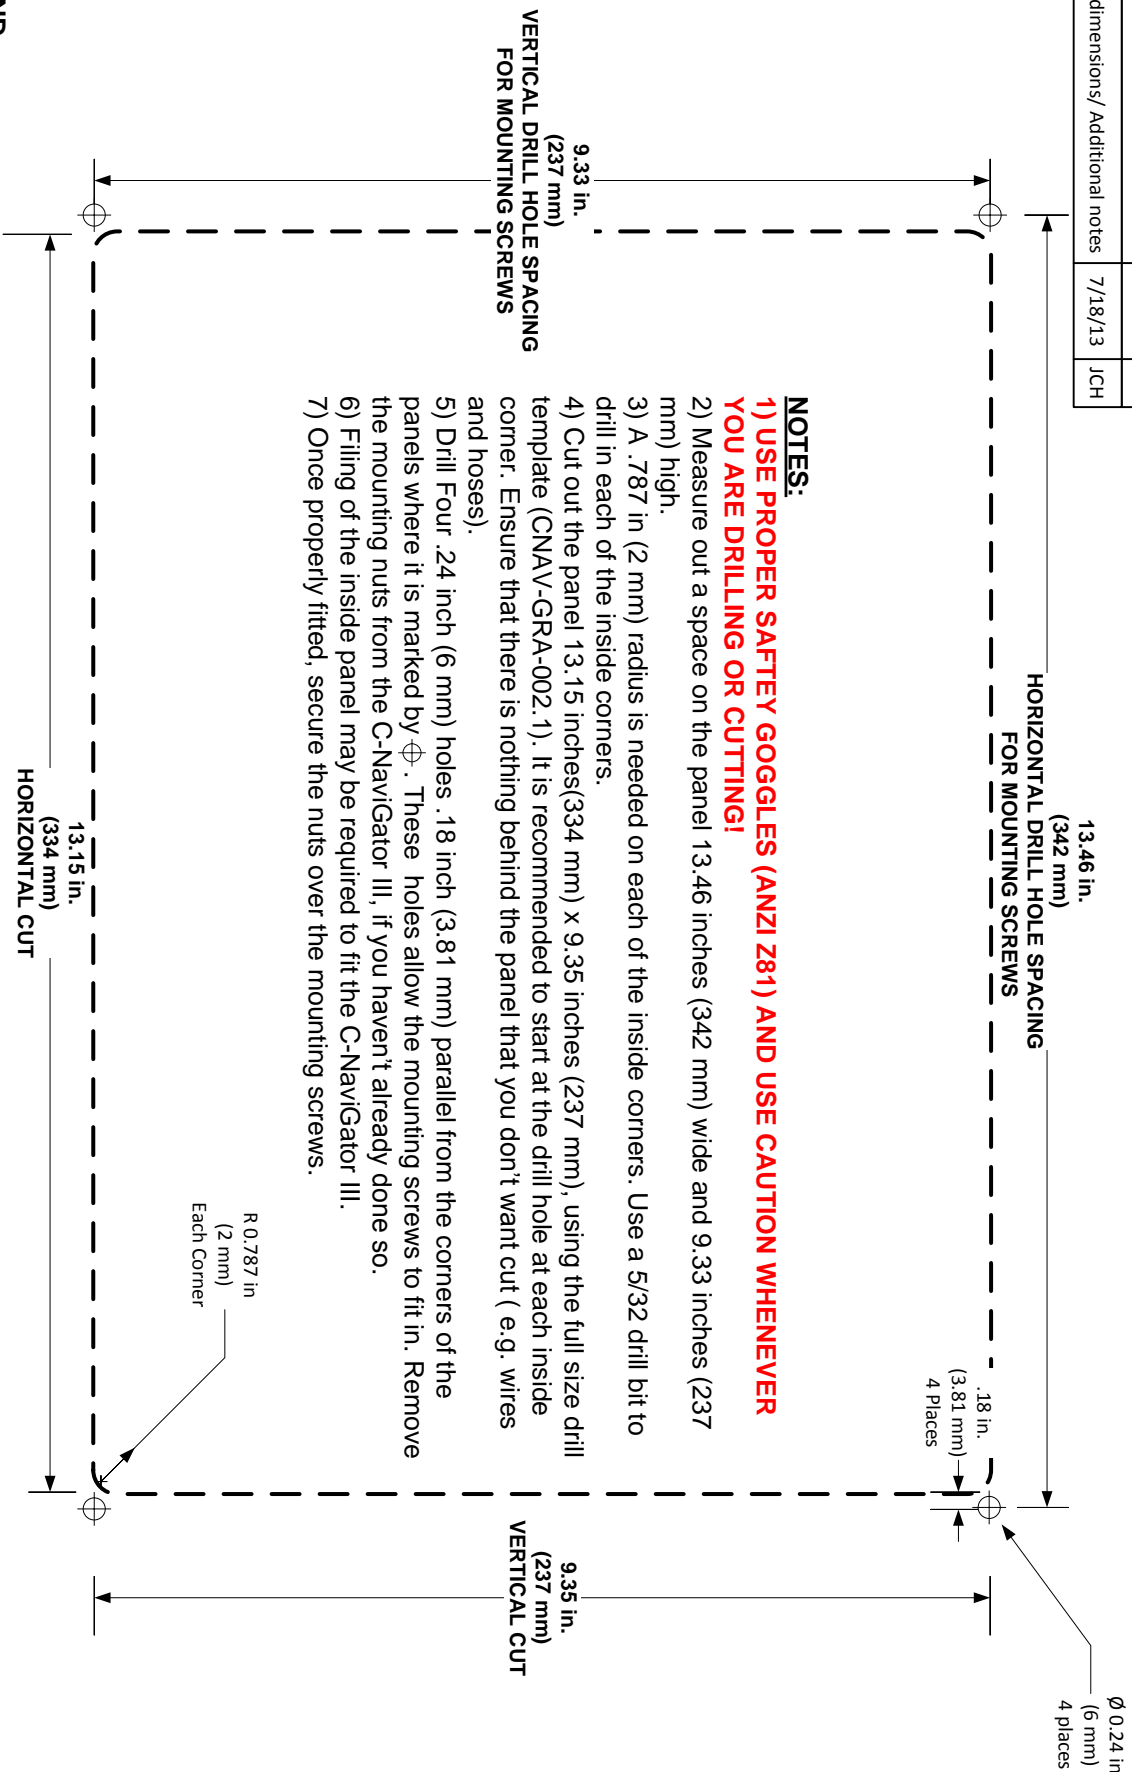 dimensions/ Additional notes 7/18/13 JCH
13.46 in.
(342 mm)
HORIZONTAL DRILL HOLE SPACING
FOR MOUNTING SCREWS
Ø 0.24 in
(6 mm)
4 places
.18 in.
(3.81 mm)
4 Places
9.33 in.
(237 mm)
VERTICAL DRILL HOLE SPACING
FOR MOUNTING SCREWS
NOTES:
1) USE PROPER SAFTEY GOGGLES (ANZI Z81) AND USE CAUTION WHENEVER
YOU ARE DRILLING OR CUTTING!
2) Measure out a space on the panel 13.46 inches (342 mm) wide and 9.33 inches (237
mm) high.
3) A .787 in (2 mm) radius is needed on each of the inside corners. Use a 5/32 drill bit to
drill in each of the inside corners.
4) Cut out the panel 13.15 inches(334 mm) x 9.35 inches (237 mm), using the full size drill
template (CNAV-GRA-002.1). It is recommended to start at the drill hole at each inside
corner. Ensure that there is nothing behind the panel that you don't want cut ( e.g. wires
and hoses).
5) Drill Four .24 inch (6 mm) holes .18 inch (3.81 mm) parallel from the corners of the
panels where it is marked by ⌖. These holes allow the mounting screws to fit in. Remove
the mounting nuts from the C-NaviGator III, if you haven't already done so.
6) Filing of the inside panel may be required to fit the C-NaviGator III.
7) Once properly fitted, secure the nuts over the mounting screws.
9.35 in.
(237 mm)
VERTICAL CUT
R 0.787 in
(2 mm)
Each Corner
13.15 in.
(334 mm)
HORIZONTAL CUT